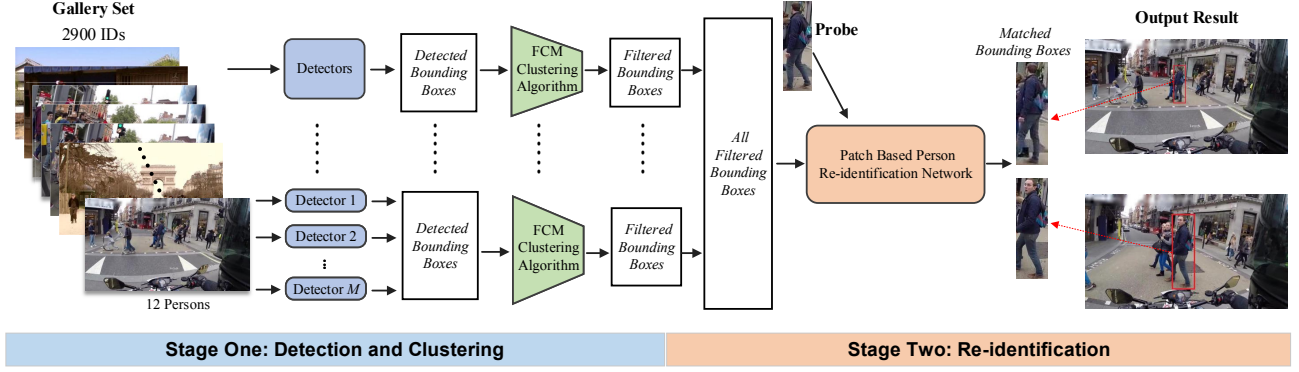 Gallery Set
2900 IDs
12 Persons
Detectors
Detector 1
Detector 2
Detector M
Detected
Bounding
Boxes
Detected
Bounding
Boxes
FCM
Clustering
Algorithm
FCM
Clustering
Algorithm
Filtered
Bounding
Boxes
Filtered
Bounding
Boxes
All
Filtered
Bounding
Boxes
Probe
Patch Based Person
Re-identification Network
Matched
Bounding Boxes
Output Result
Stage One: Detection and Clustering
Stage Two: Re-identification